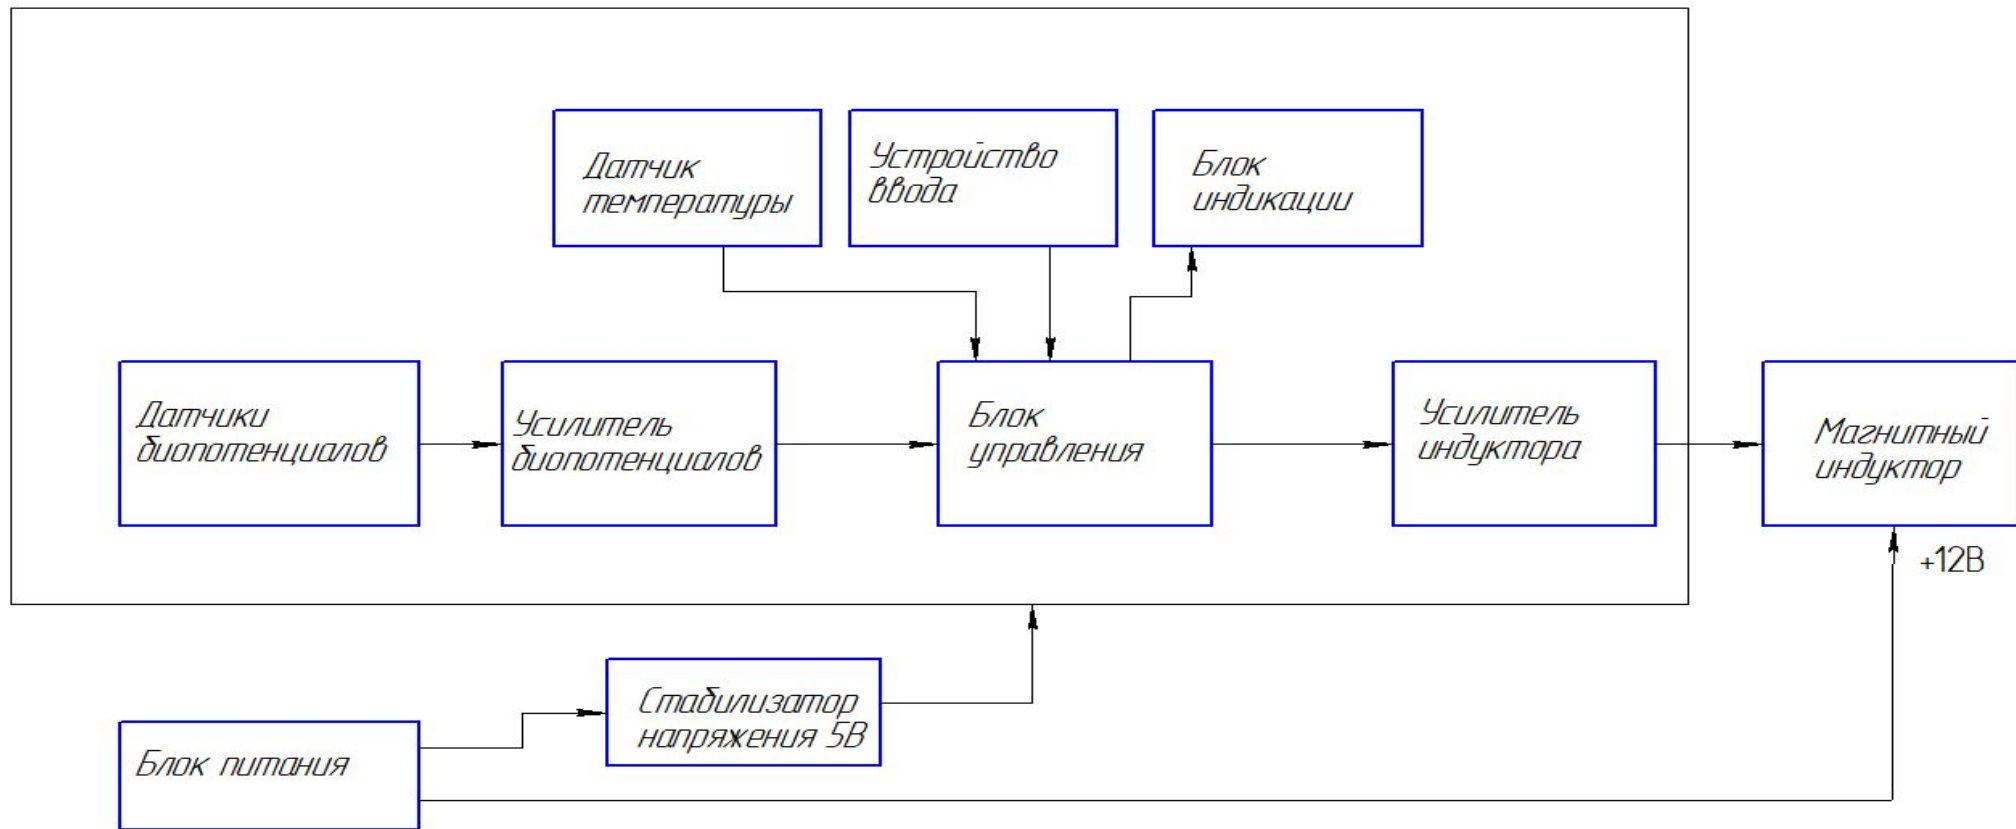 Датчик
температуры
Устройство
ввода
Блок
индикации
Датчики
биопотенциалов
Усилитель
биопотенциалов
Блок
управления
Усилитель
индуктора
Магнитный
индуктор
+12В
Стабилизатор
напряжения 5В
Блок питания